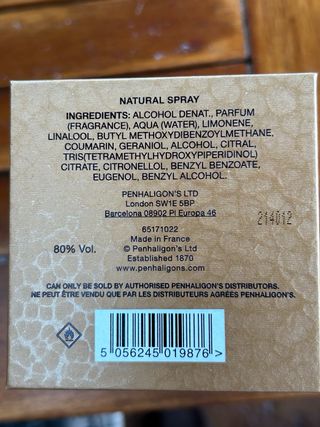 NATURAL SPRAY
INGREDIENTS: ALCOHOL DENAT., PARFUM
(FRAGRANCE), AQUA (WATER), LIMONENE,
LINALOOL, BUTYL METHOXYDIBENZOYLMETHANE,
COUMARIN, GERANIOL, ALCOHOL, CITRAL,
TRIS(TETRAMETHYLHYDROXYPIPERIDINOL)
CITRATE, CITRONELLOL, BENZYL BENZOATE,
EUGENOL, BENZYL ALCOHOL.
PENHALIGON'S LTD
London SW1E 5BP
Barcelona 08902 Pl Europa 46
214012
65171022
80% Vol.
Made in France
© Penhaligon's Ltd
Established 1870
www.penhaligons.com
CAN ONLY BE SOLD BY AUTHORISED PENHALIGON'S DISTRIBUTORS.
NE PEUT ÊTRE VENDU QUE PAR LES DISTRIBUTEURS AGRÉÉS PENHALIGON'S.
5 056245 019876 >